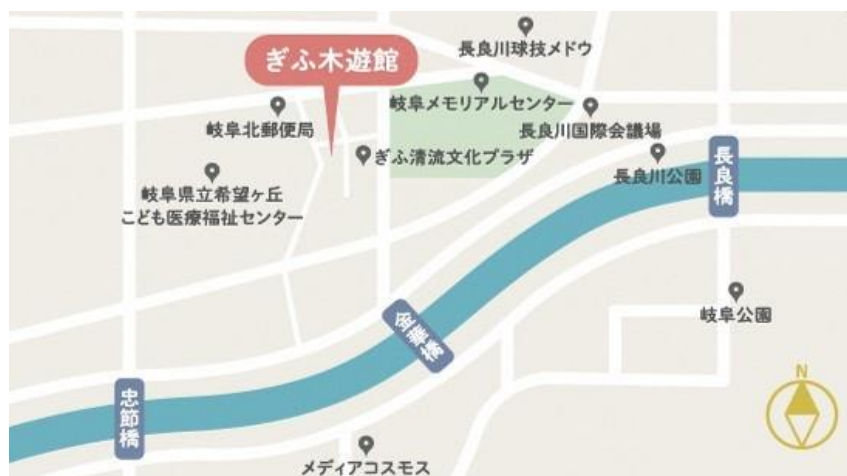 長良川球技メドウ
ぎふ木遊館
岐阜メモリアルセンター
岐阜北郵便局
長良川国際会議場
ぎふ清流文化プラザ
長良川公園
長良橋
岐阜県立希望ヶ丘
こども医療福祉センター
岐阜公園
金華橋
N
忠節橋
メディアコスモス